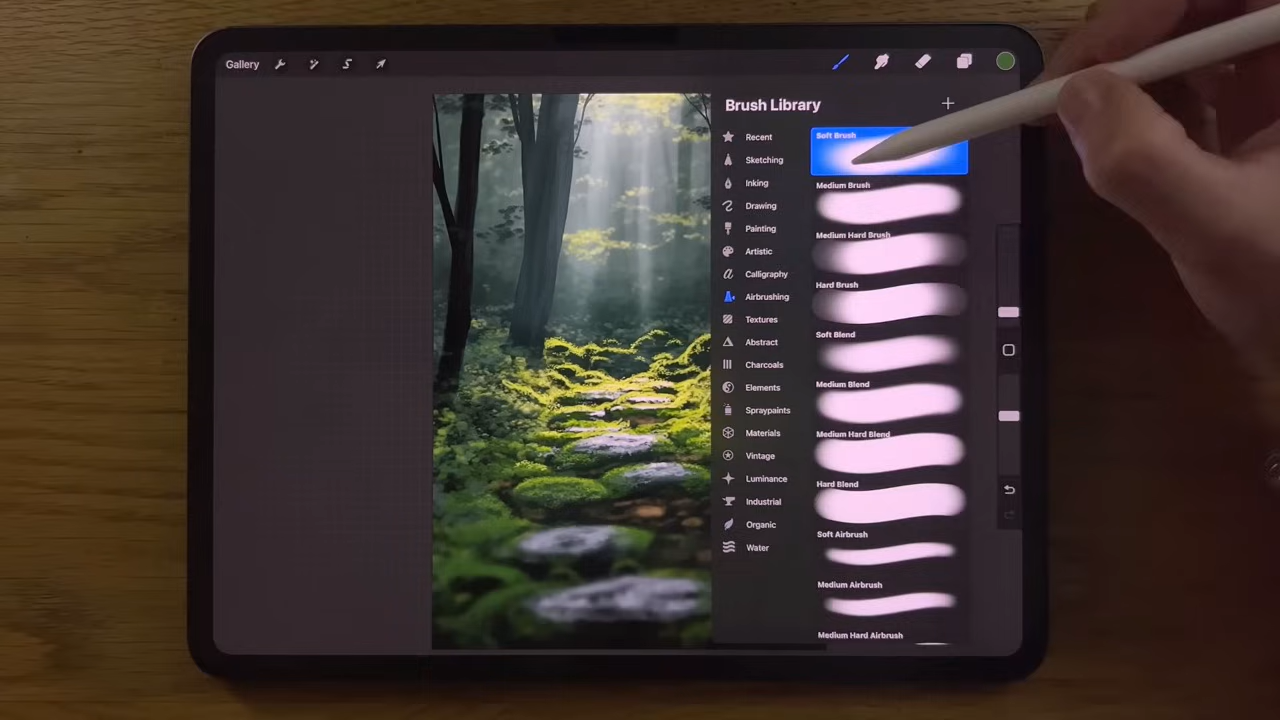 Gallery
Brush Library
Recent
Sketching
Inking
Drawing
Painting
Artistic
Calligraphy
Airbrushing
Textures
Abstract
Charcoals
Elements
Spraypaints
Materials
Vintage
Luminance
Industrial
Organic
Water
Soft Brush
Medium Brush
Medium Hard Brush
Hard Brush
Soft Blend
Medium Blend
Medium Hard Blend
Hard Blend
Soft Airbrush
Medium Airbrush
Medium Hard Airbrush